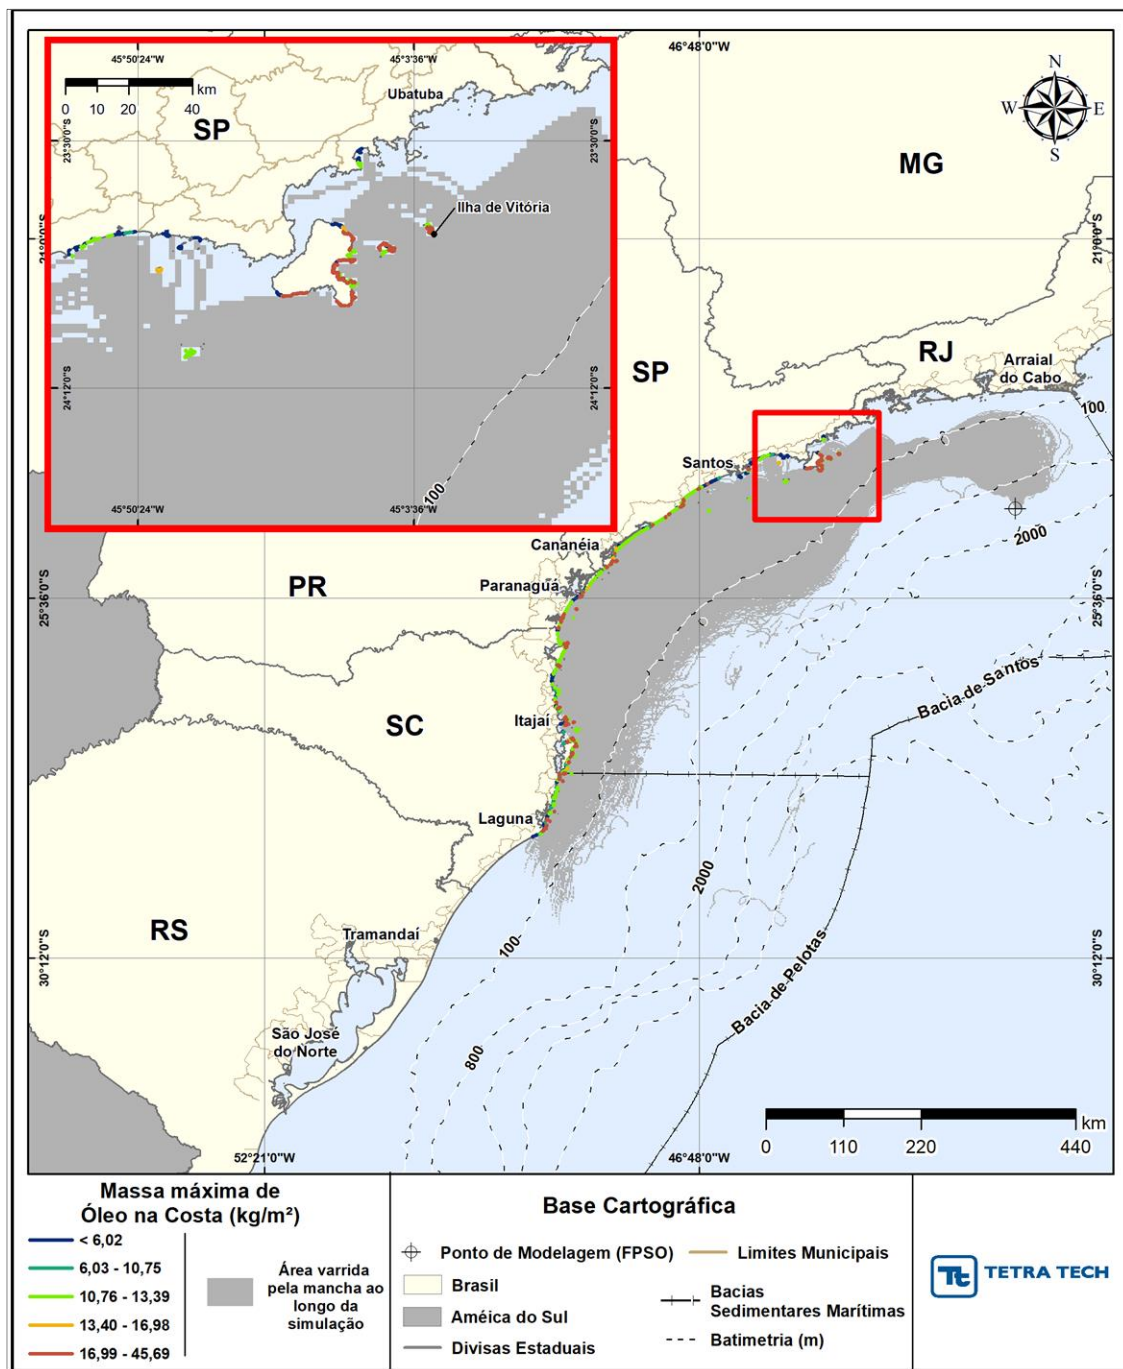 46°48'0"W
45°50'24"W
45°3'36"W
km
0 10 20 40
Ubatuba
SP
23°30'0"S
23°30'0"S
Ilha de Vitória
24°0'0"S
24°12'0"S
24°12'0"S
100
45°50'24"W
45°3'36"W
N
W E
S
MG
21°0'0"S
RJ
Arraial
do Cabo
SP
100
Santos
2000
Cananéia
PR
Paranaguá
25°36'0"S
25°36'0"S
Bacia de Santos
SC
Itajaí
Laguna
2000
RS
Tramandaí
100
30°12'0"S
30°12'0"S
Bacia de Pelotas
São José
do Norte
800
km
0 110 220 440
52°21'0"W
46°48'0"W
Massa máxima de
Óleo na Costa (kg/m²)
< 6,02
6,03 - 10,75
10,76 - 13,39
13,40 - 16,98
16,99 - 45,69
Área varrida
pela mancha ao
longo da
simulação
Base Cartográfica
Ponto de Modelagem (FPSO)
Brasil
Améica do Sul
Divisas Estaduais
Limites Municipais
Bacias
Sedimentares Marítimas
Batimetria (m)
Tt TETRA TECH